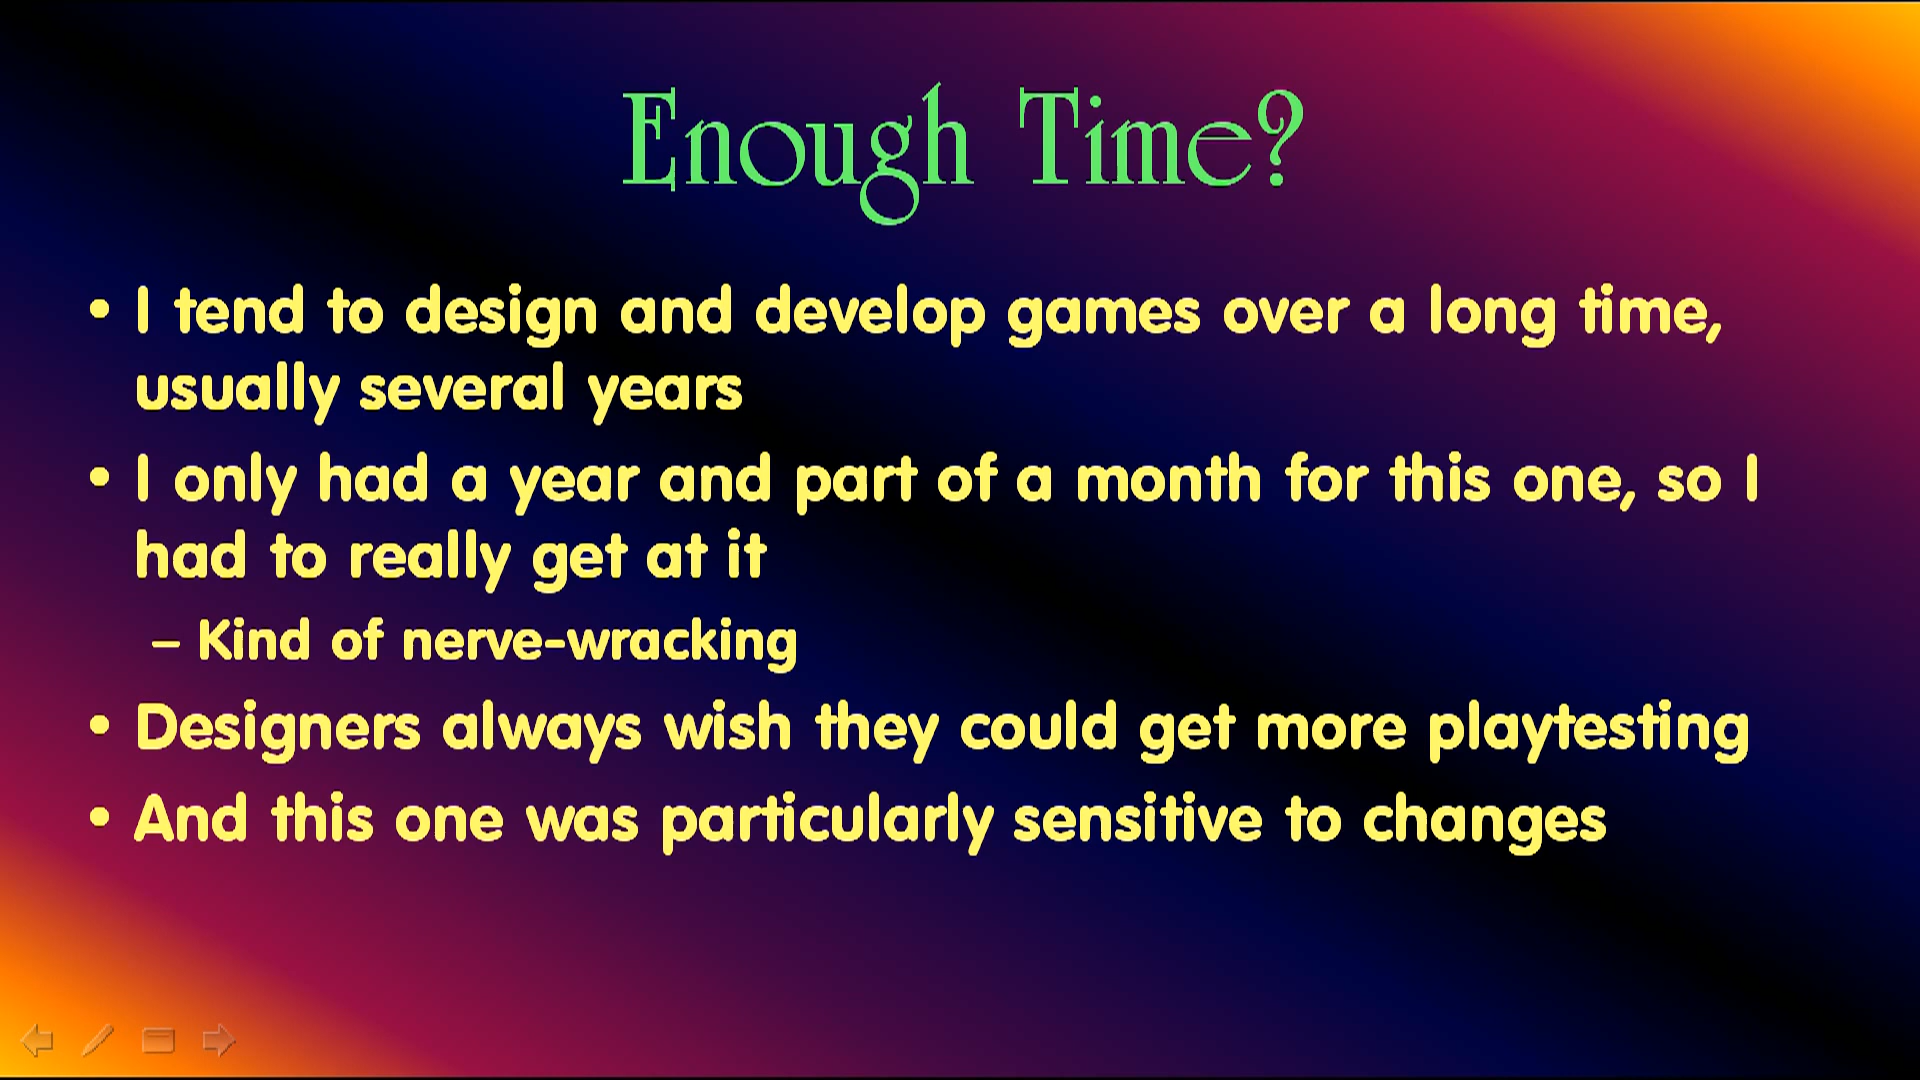 Enough Time?
• I tend to design and develop games over a long time,
usually several years
• I only had a year and part of a month for this one, so I
had to really get at it
– Kind of nerve-wracking
• Designers always wish they could get more playtesting
• And this one was particularly sensitive to changes